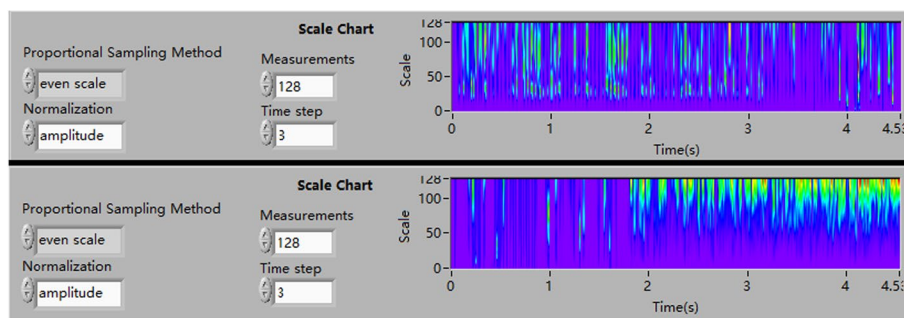 Scale Chart
Proportional Sampling Method
even scale
Normalization
amplitude
Measurements
128
Time step
3
Scale
128
100
50
0
0 1 2 3 4 4.53
Time(s)
Scale Chart
Proportional Sampling Method
even scale
Normalization
amplitude
Measurements
128
Time step
3
Scale
128
100
50
0
0 1 2 3 4 4.53
Time(s)